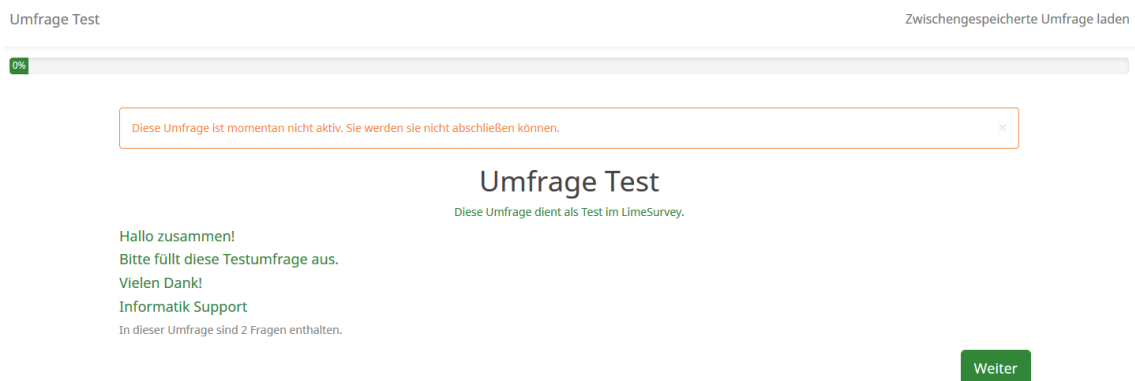 Umfrage Test
Zwischengespeicherte Umfrage laden
0%
Diese Umfrage ist momentan nicht aktiv. Sie werden sie nicht abschließen können.
×
Umfrage Test
Diese Umfrage dient als Test im LimeSurvey.
Hallo zusammen!
Bitte füllt diese Testumfrage aus.
Vielen Dank!
Informatik Support
In dieser Umfrage sind 2 Fragen enthalten.
Weiter